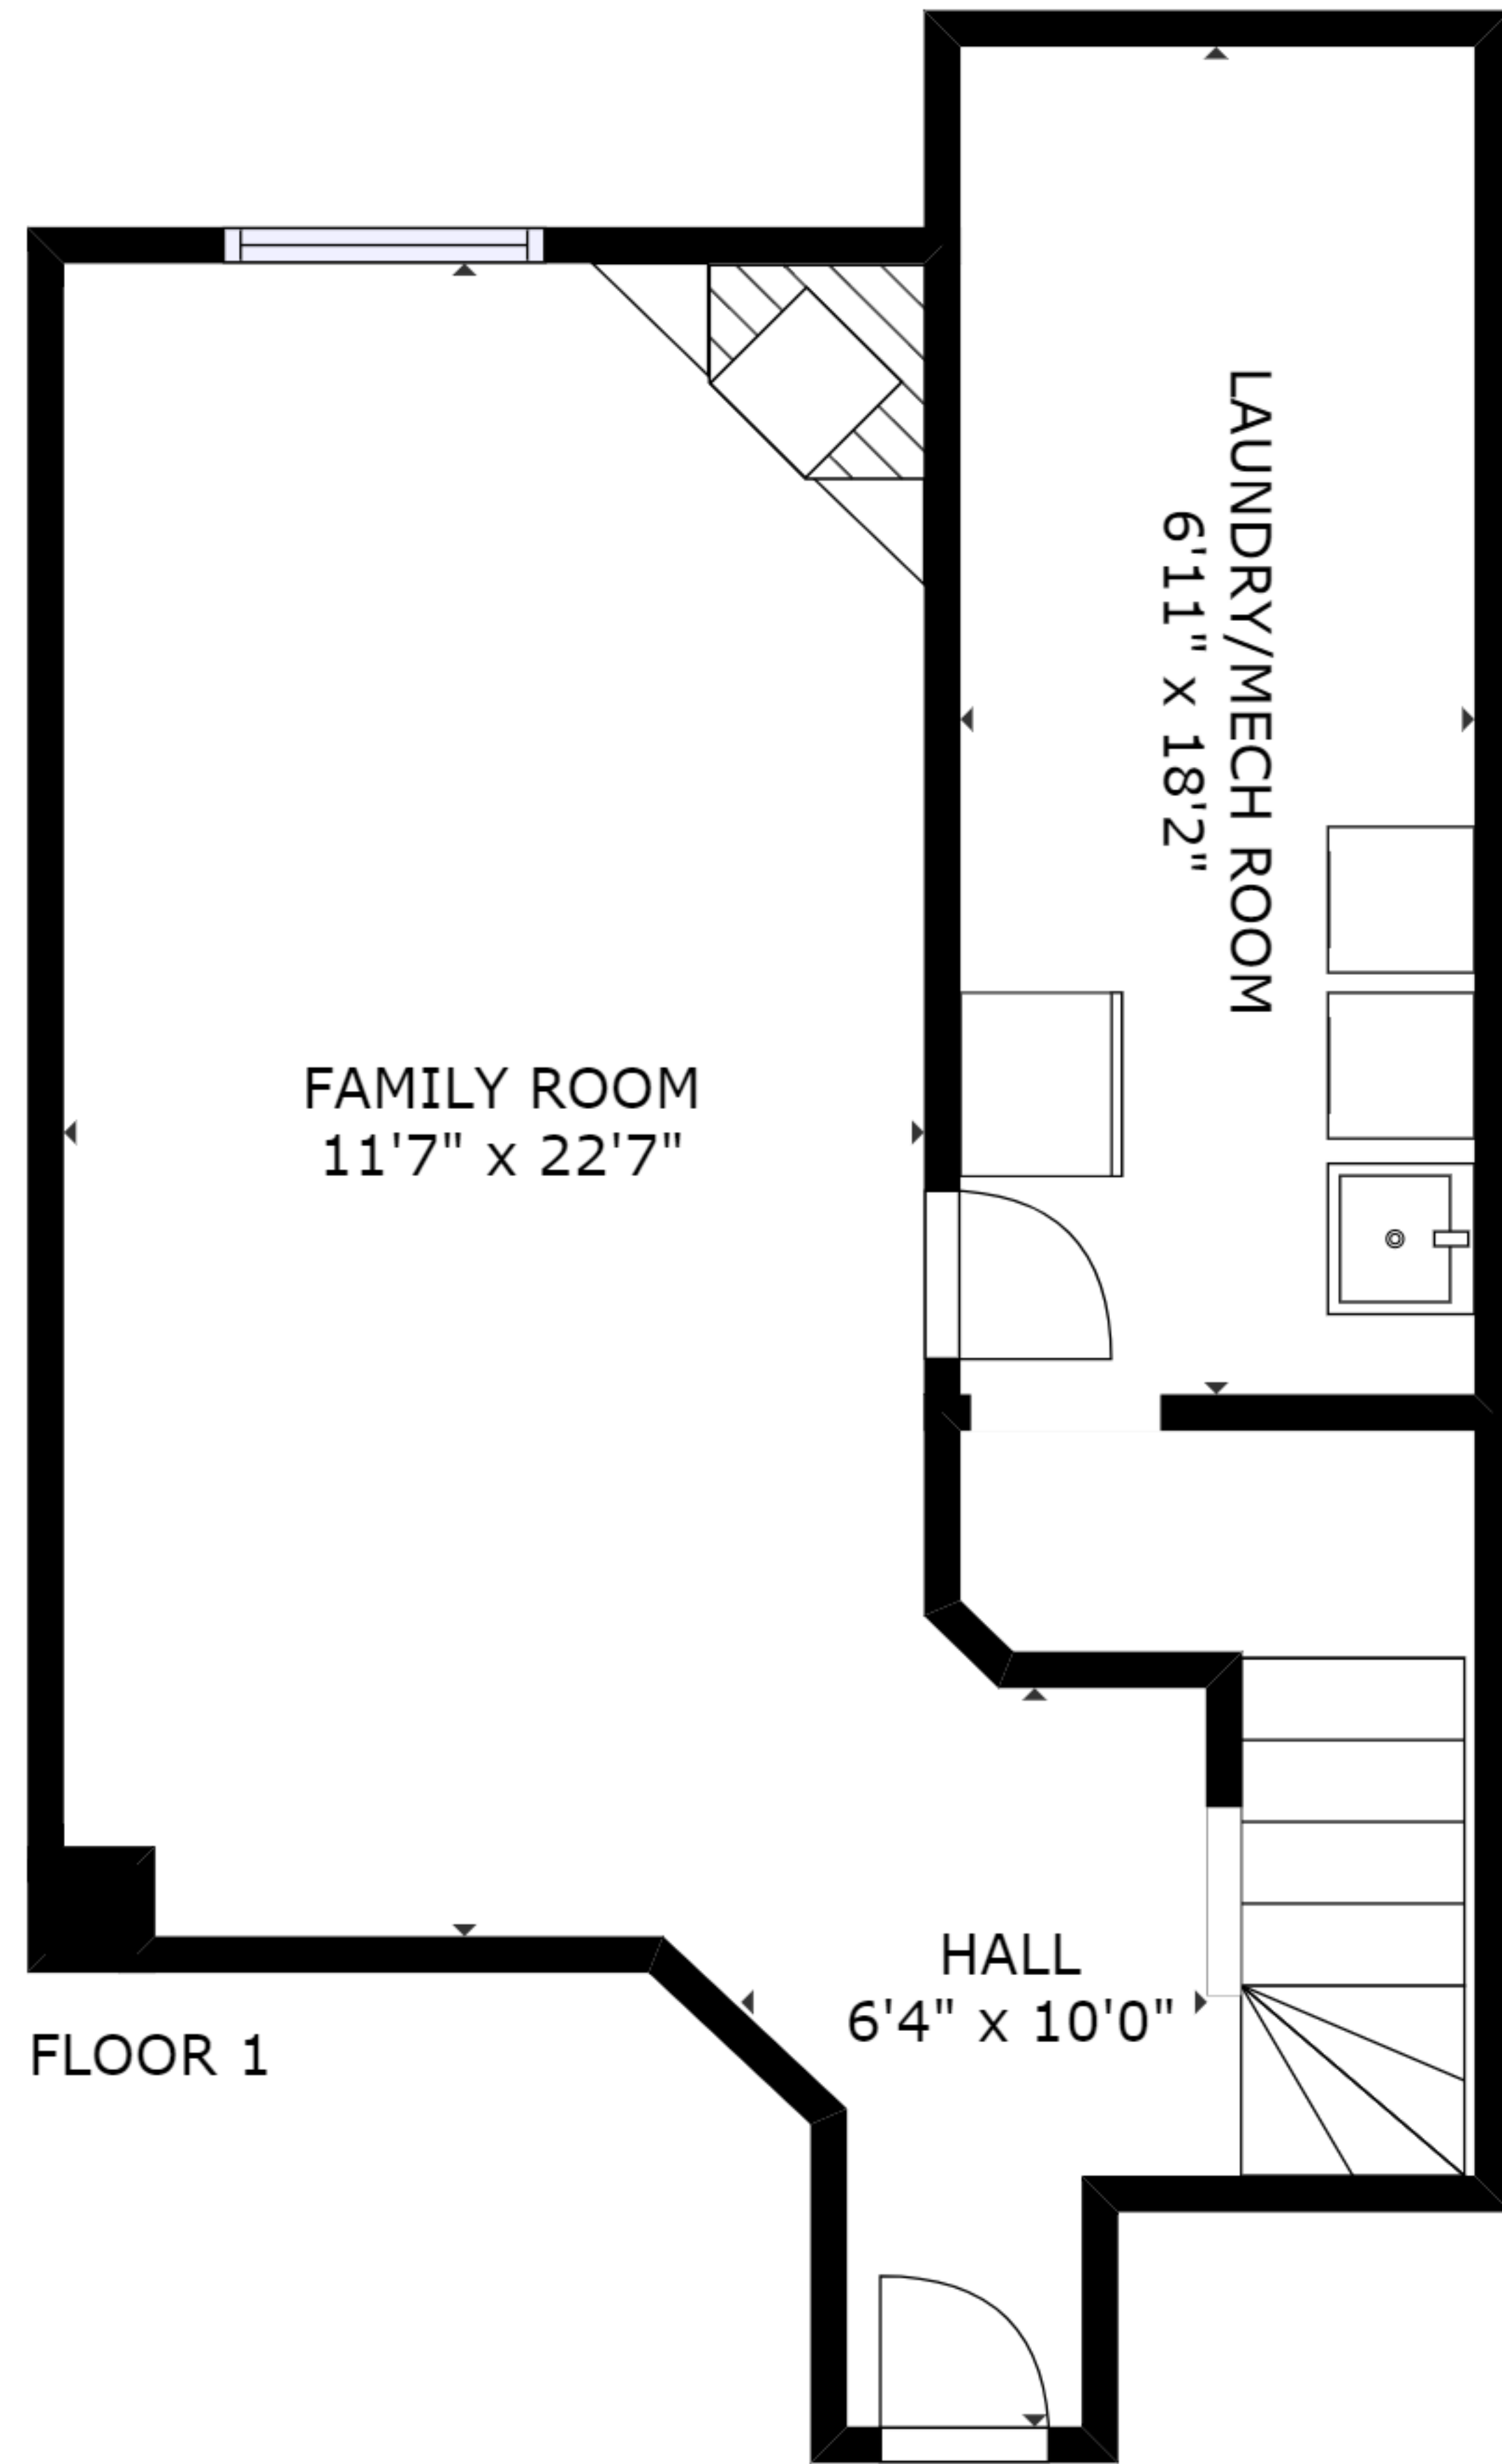 LAUNDRY/MECH ROOM
6'11" x 18'2"
FAMILY ROOM
11'7" x 22'7"
HALL
6'4" x 10'0"
FLOOR 1